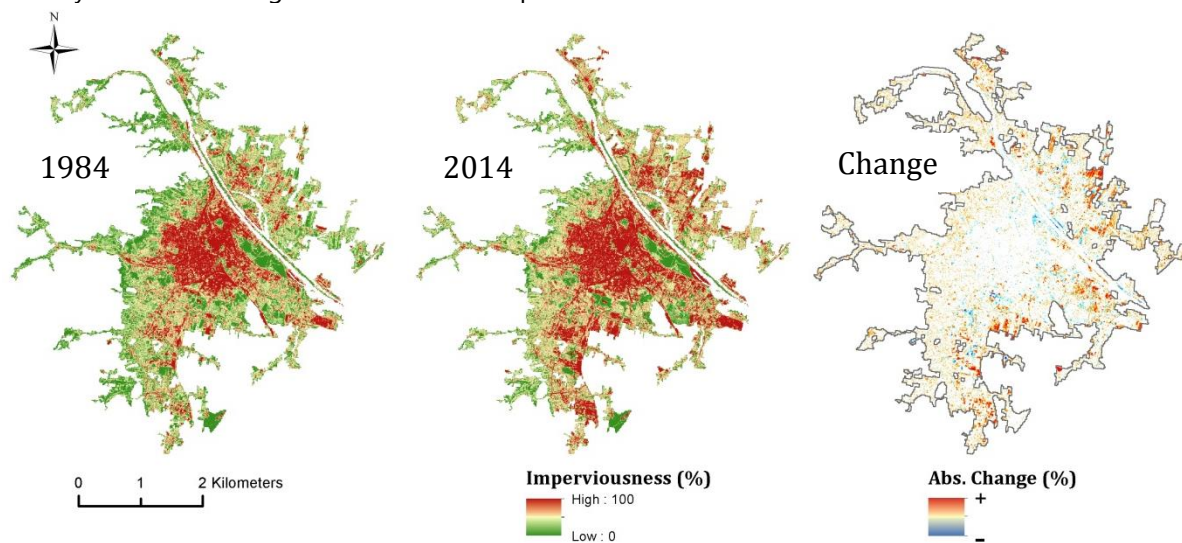 N
1984
2014
Change
0 1 2 Kilometers
Imperviousness (%)
High : 100
Low : 0
Abs. Change (%)
+
-